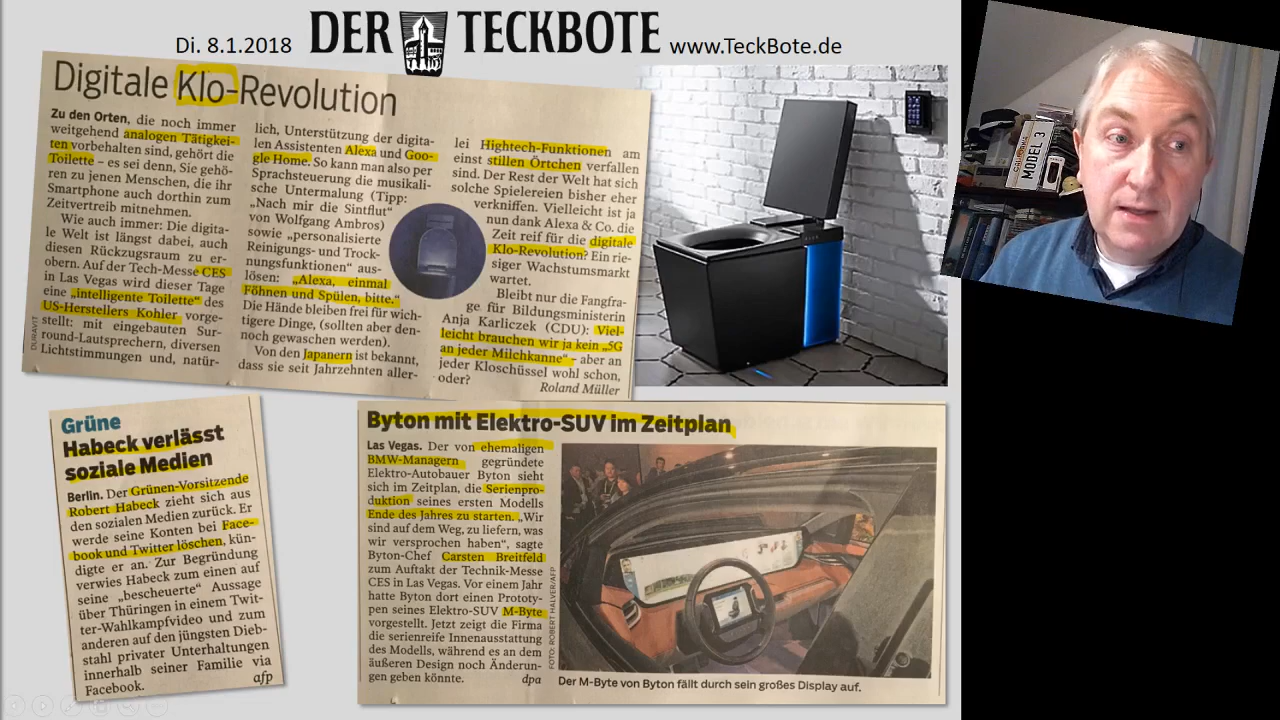 Di. 8.1.2018 DER TECKBOTE www.TeckBote.de
Digitale Klo-Revolution
Zu den Orten, die noch immer
weitgehend analogen Tätigkei-
ten vorbehalten sind, gehört die
Toilette – es sei denn, Sie gehö-
ren zu jenen Menschen, die ihr
Smartphone auch dorthin zum
Zeitvertreib mitnehmen.
Wie auch immer: Die digita-
le Welt ist längst dabei, auch
diesen Rückzugsraum zu er-
obern. Auf der Tech-Messe CES
in Las Vegas wird dieser Tage
eine „intelligente Toilette“ des
US-Herstellers Kohler vorge-
stellt: mit eingebauten Sur-
round-Lautsprechern, diversen
Lichtstimmungen und, natür-
lich, Unterstützung der digita-
len Assistenten Alexa und Goo-
gle Home. So kann man also per
Sprachsteuerung die musikali-
sche Untermalung (Tipp:
„Nach mir die Sintflut“
von Wolfgang Ambros)
sowie „personalisierte
Reinigungs- und Trock-
nungsfunktionen“ aus-
lösen: „Alexa, einmal
Föhnen und Spülen, bitte.“
Die Hände bleiben frei für wich-
tigere Dinge, (sollten aber den-
noch gewaschen werden).
Von den Japanern ist bekannt,
dass sie seit Jahrzehnten aller-
lei Hightech-Funktionen am
einst stillen Örtchen verfallen
sind. Der Rest der Welt hat sich
solche Spielereien bisher eher
verkniffen. Vielleicht ist ja
nun dank Alexa & Co. die
Zeit reif für die digitale
Klo-Revolution? Ein rie-
siger Wachstumsmarkt
wartet.
Bleibt nur die Fangfra-
ge für Bildungsministerin
Anja Karliczek (CDU): Viel-
leicht brauchen wir ja kein „5G
an jeder Milchkanne“ – aber an
jeder Kloschüssel wohl schon,
oder?
Roland Müller
DURAVIT
MODEL 3
Grüne
Habeck verlässt
soziale Medien
Berlin. Der Grünen-Vorsitzende
Robert Habeck zieht sich aus
den sozialen Medien zurück. Er
werde seine Konten bei Face-
book und Twitter löschen, kün-
digte er an. Zur Begründung
verwies Habeck zum einen auf
seine „bescheuerte“ Aussage
über Thüringen in einem Twit-
ter-Wahlkampfvideo und zum
anderen auf den jüngsten Dieb-
stahl privater Unterhaltungen
innerhalb seiner Familie via
Facebook. afp
Byton mit Elektro-SUV im Zeitplan
Las Vegas. Der von ehemaligen
BMW-Managern gegründete
Elektro-Autobauer Byton sieht
sich im Zeitplan, die Serienpro-
duktion seines ersten Modells
Ende des Jahres zu starten. „Wir
sind auf dem Weg, zu liefern, was
wir versprochen haben“, sagte
Byton-Chef Carsten Breitfeld
zum Auftakt der Technik-Messe
CES in Las Vegas. Vor einem Jahr
hatte Byton dort einen Prototy-
pen seines Elektro-SUV M-Byte
vorgestellt. Jetzt zeigt die Firma
die serienreife Innenausstattung
des Modells, während es an dem
äußeren Design noch Änderun-
gen geben könnte. dpa
FOTO: ROBERT HALVER/AFP
Der M-Byte von Byton fällt durch sein großes Display auf.